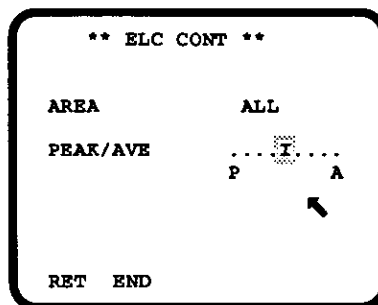 ** ELC CONT **
AREA ALL
PEAK/AVE ....I....
P A
RET END